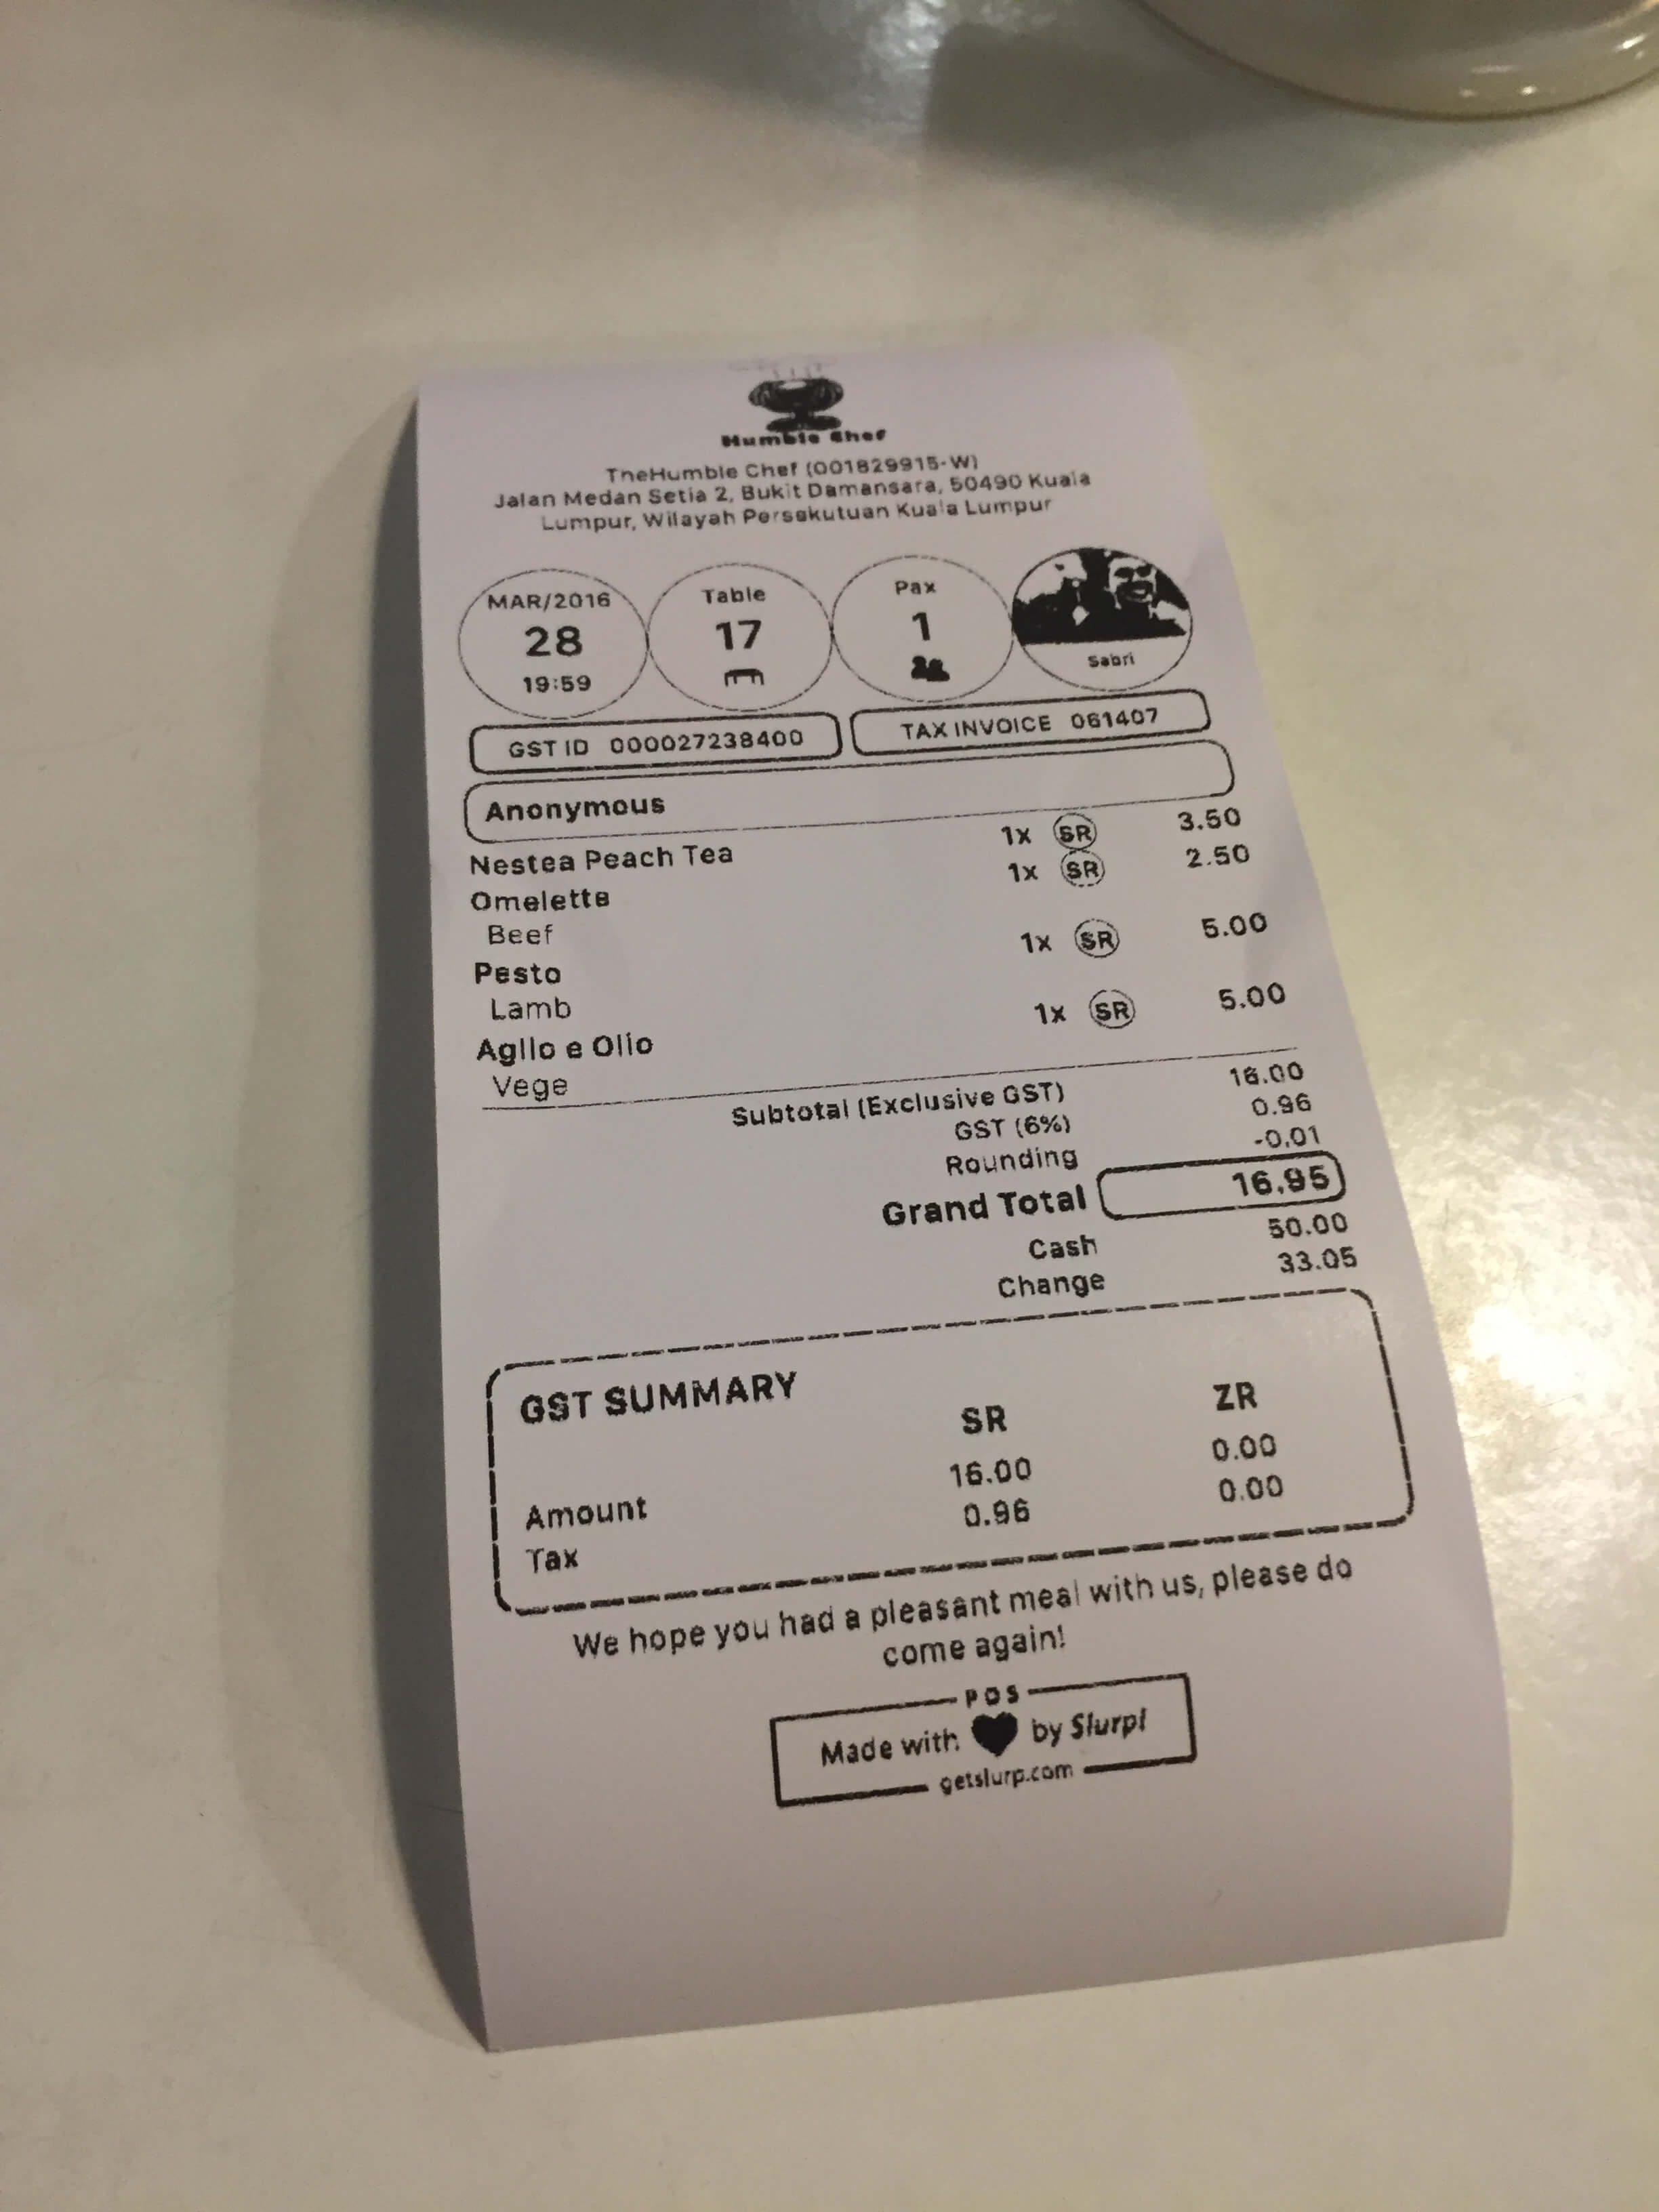 Humble Chef
TheHumble Chef (001829915-W)
Jalan Medan Setia 2, Bukit Damansara, 50490 Kuala
Lumpur, Wilayah Persekutuan Kuala Lumpur
MAR/2016 Table Pax
28 17 1
19:59 Sabri
GST ID 000027238400 TAX INVOICE 061407
Anonymous
Nestea Peach Tea 1x SR 3.50
Omelette 1x SR 2.50
Beef
Pesto 1x SR 5.00
Lamb
Aglio e Olio 1x SR 5.00
Vege
Subtotal (Exclusive GST) 16.00
GST (6%) 0.96
Rounding -0.01
Grand Total 16.95
Cash 50.00
Change 33.05
GST SUMMARY
SR ZR
Amount 16.00 0.00
Tax 0.96 0.00
We hope you had a pleasant meal with us, please do
come again!
POS
Made with by Slurp!
getslurp.com